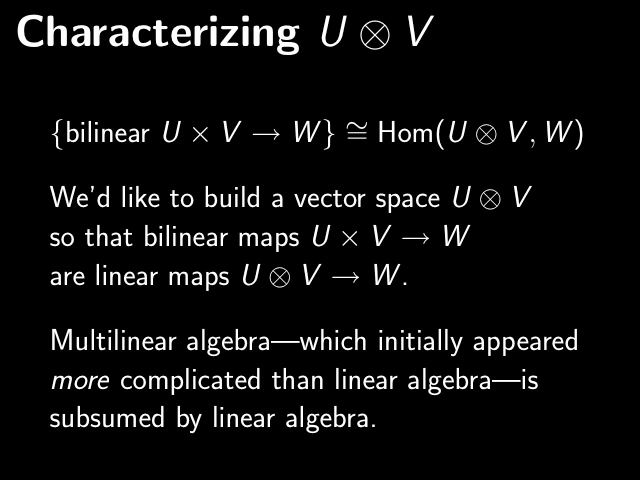 Characterizing U ⊗ V
{bilinear U × V → W} ≅ Hom(U ⊗ V, W)
We'd like to build a vector space U ⊗ V
so that bilinear maps U × V → W
are linear maps U ⊗ V → W.
Multilinear algebra—which initially appeared
more complicated than linear algebra—is
subsumed by linear algebra.